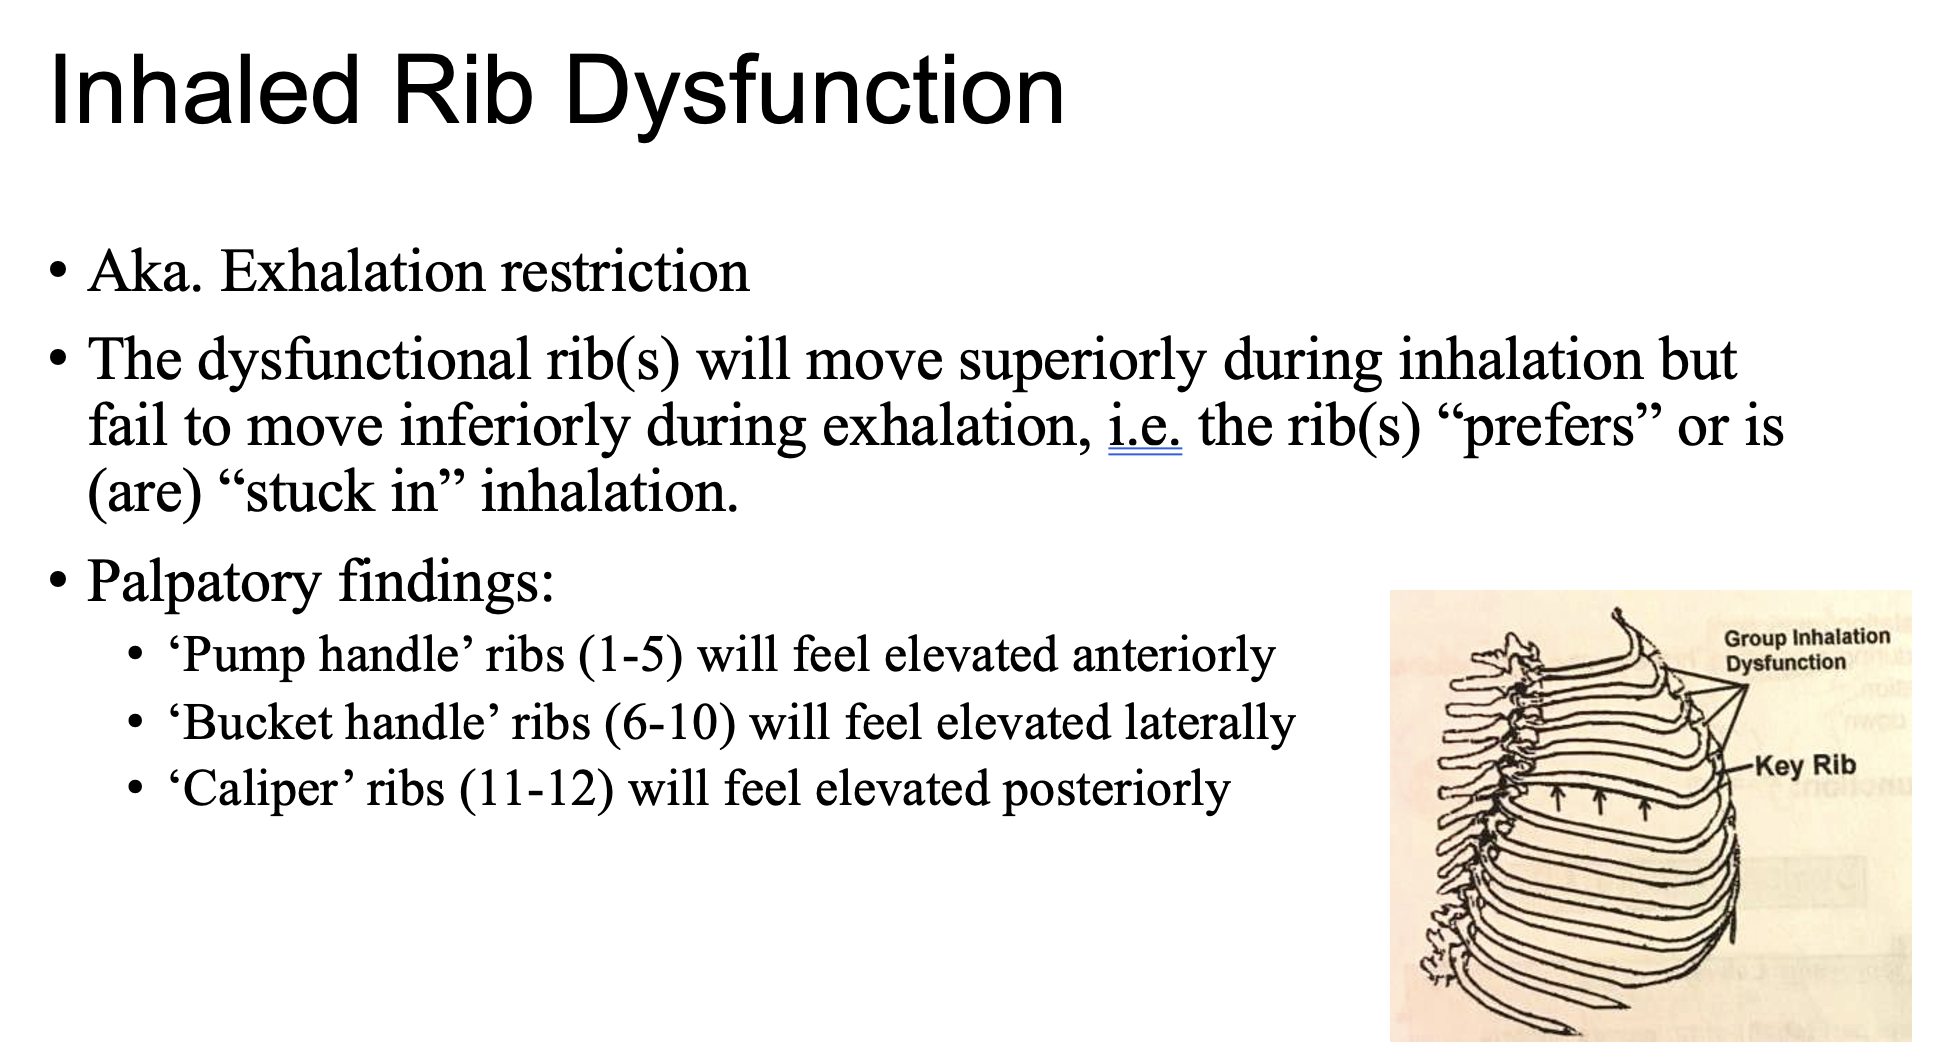 Inhaled Rib Dysfunction
• Aka. Exhalation restriction
• The dysfunctional rib(s) will move superiorly during inhalation but
fail to move inferiorly during exhalation, i.e. the rib(s) “prefers” or is
(are) “stuck in” inhalation.
• Palpatory findings:
• ‘Pump handle’ ribs (1-5) will feel elevated anteriorly
• ‘Bucket handle’ ribs (6-10) will feel elevated laterally
• ‘Caliper’ ribs (11-12) will feel elevated posteriorly
Group Inhalation
Dysfunction
Key Rib